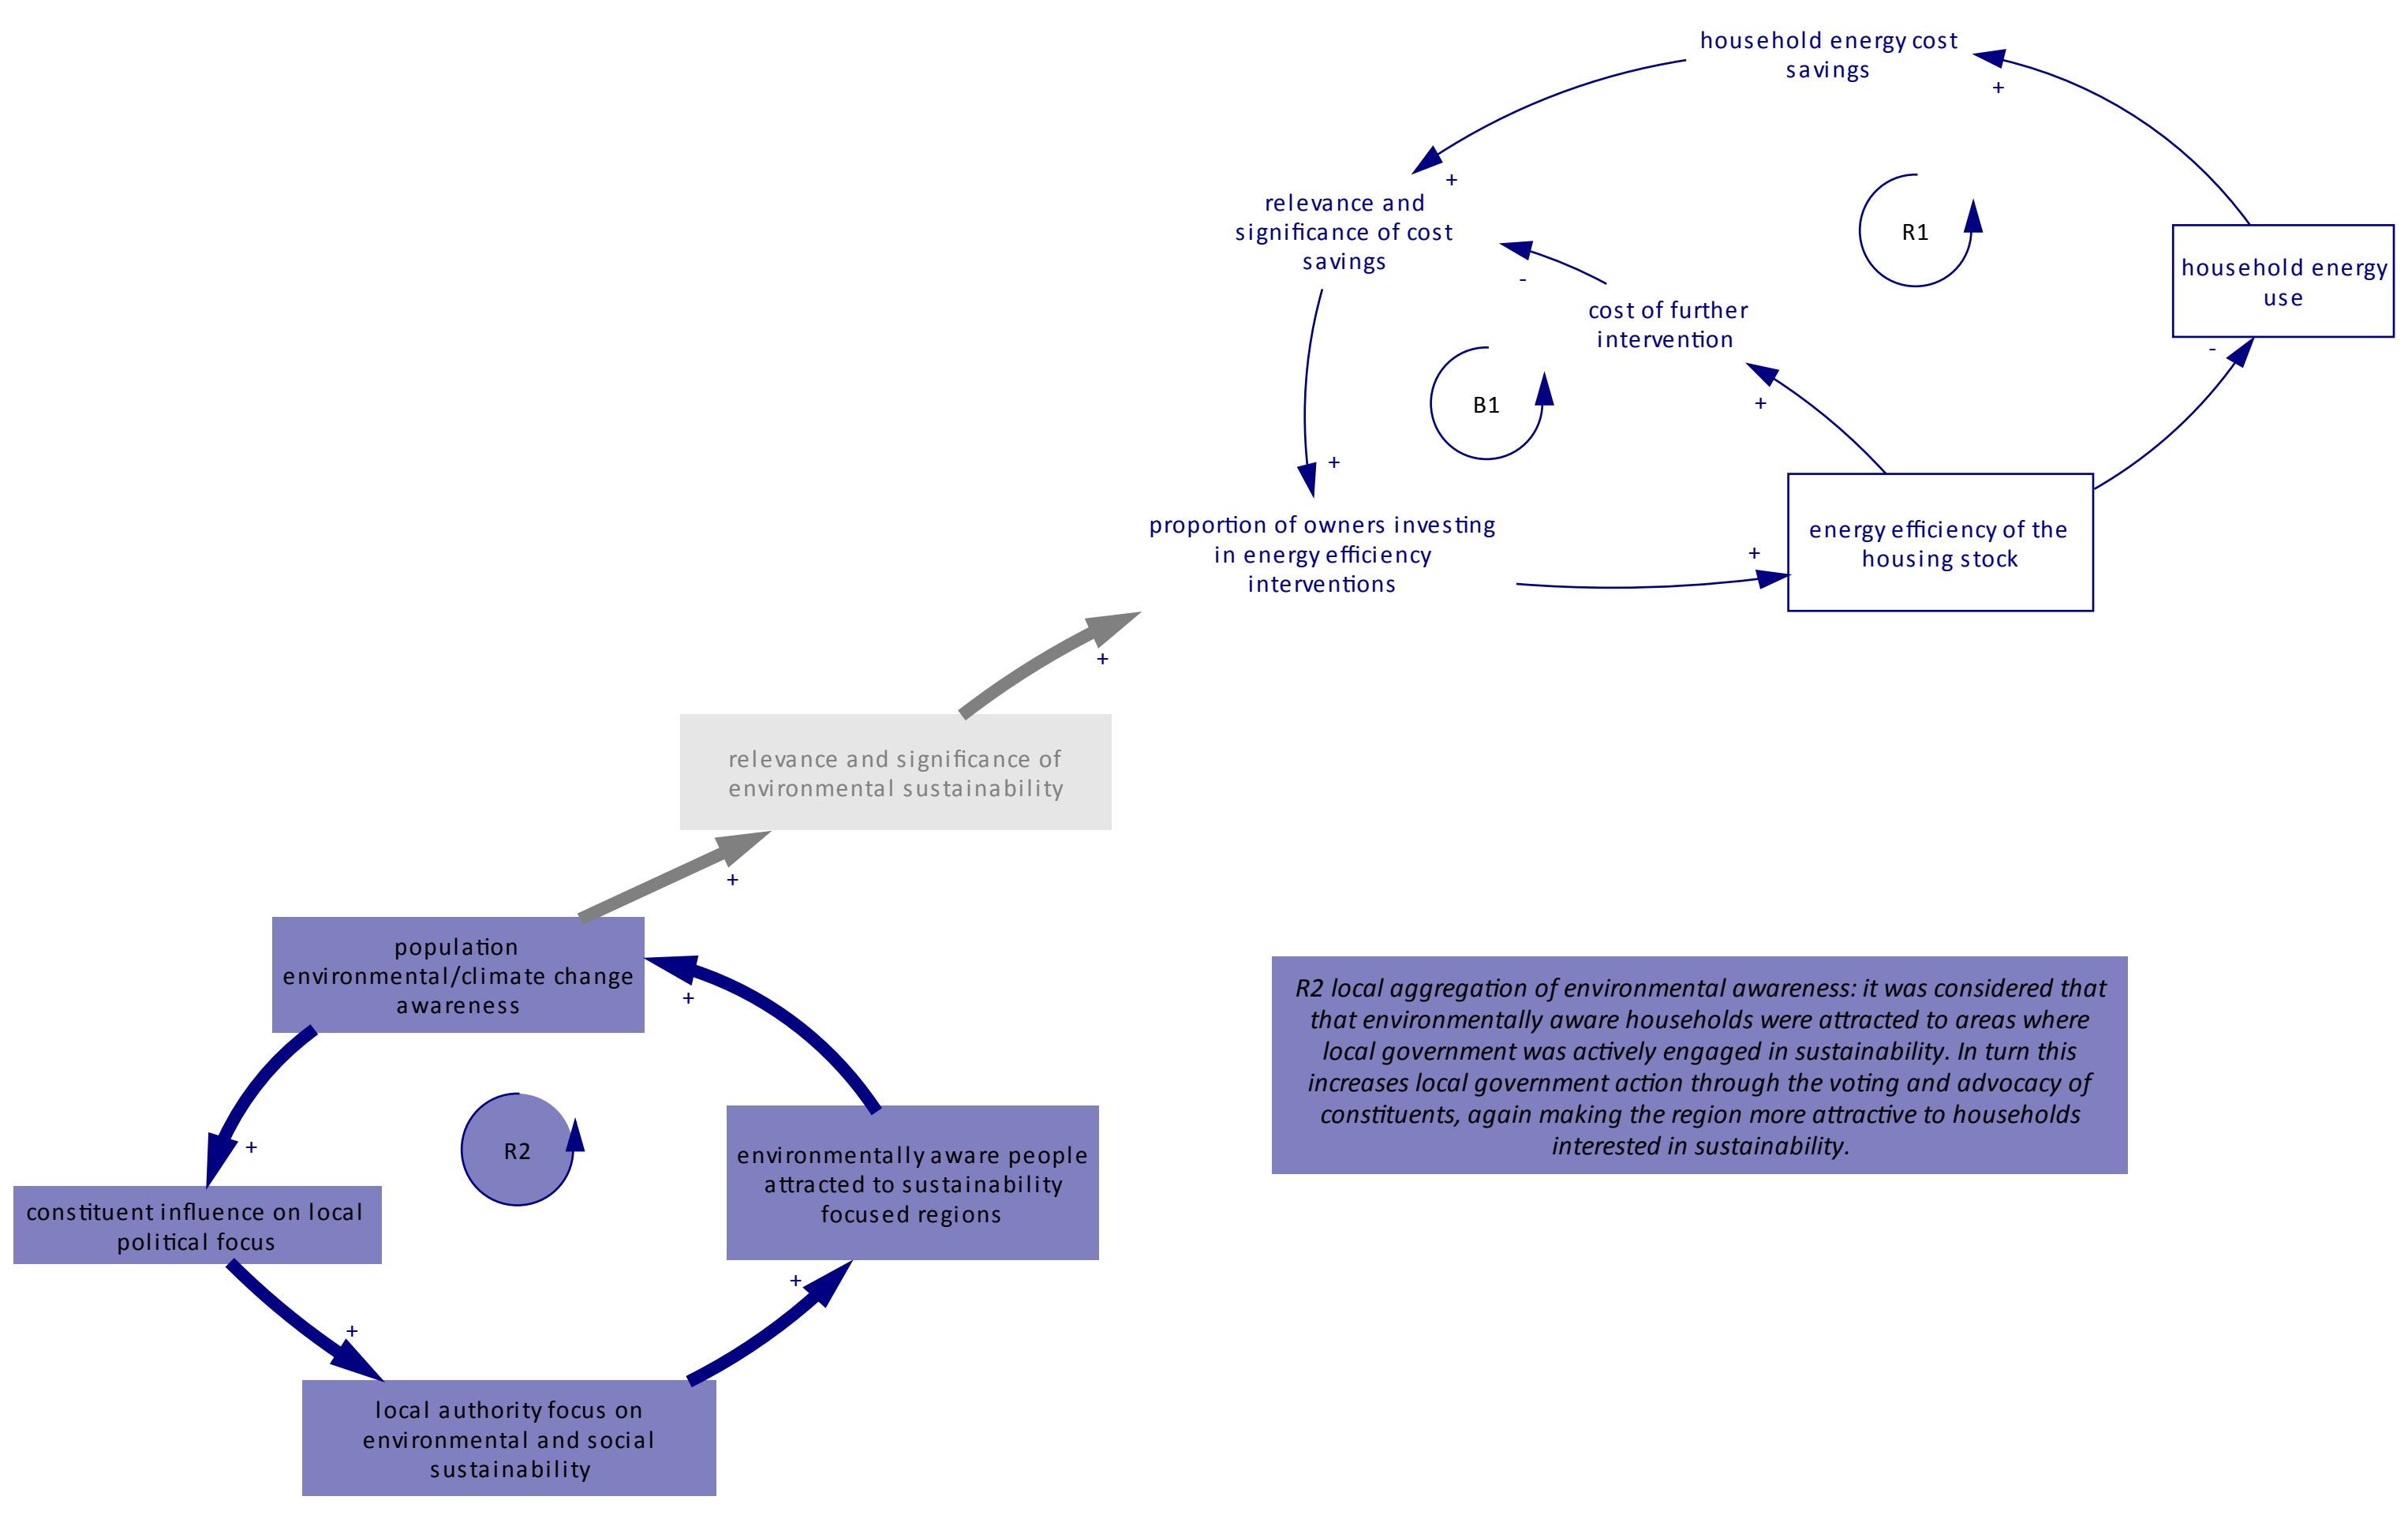 household energy cost
savings
+
+
relevance and
significance of cost
savings
R1
household energy
use
-
cost of further
intervention
-
B1
+
+
proportion of owners investing
in energy efficiency
interventions
+
energy efficiency of the
housing stock
+
relevance and significance of
environmental sustainability
+
population
environmental/climate change
awareness
+
R2 local aggregation of environmental awareness: it was considered that
that environmentally aware households were attracted to areas where
local government was actively engaged in sustainability. In turn this
increases local government action through the voting and advocacy of
constituents, again making the region more attractive to households
interested in sustainability.
+
R2
environmentally aware people
attracted to sustainability
focused regions
constituent influence on local
political focus
+
+
local authority focus on
environmental and social
sustainability